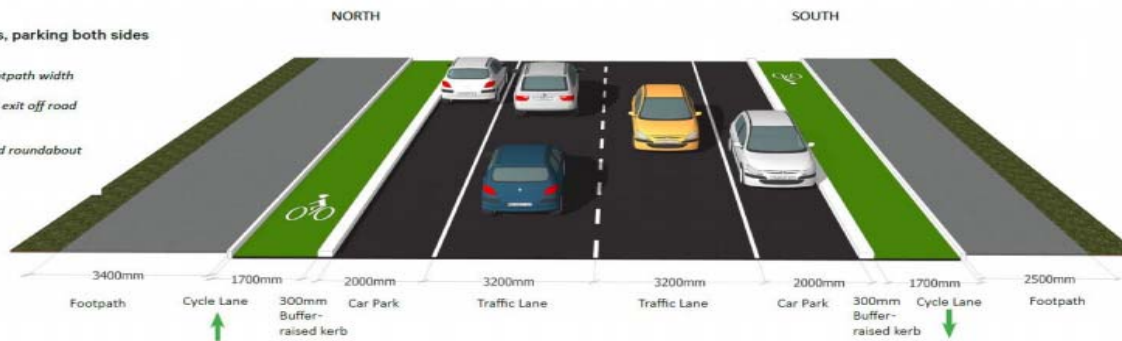 NORTH
SOUTH
, parking both sides
width
exit off road
roundabout
3400mm
1700mm
2000mm
3200mm
3200mm
2000mm
1700mm
2500mm
Footpath
Cycle Lane
300mm
Buffer-
raised kerb
Car Park
Traffic Lane
Traffic Lane
Car Park
300mm
Buffer-
raised kerb
Cycle Lane
Footpath